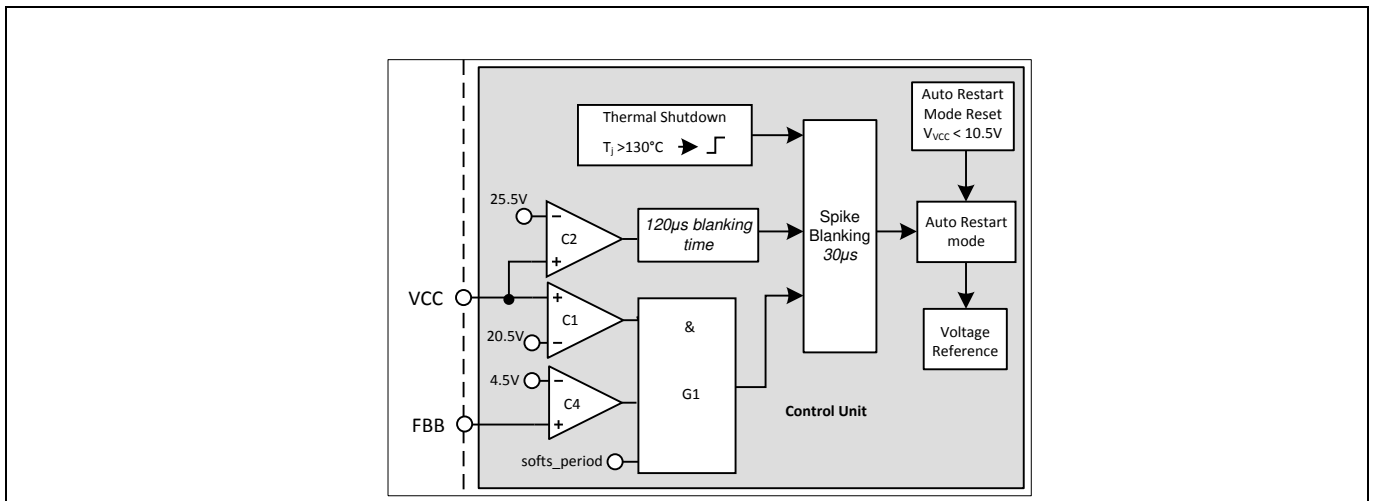 Thermal Shutdown
Tj >130°C
Auto Restart
Mode Reset
VVCC < 10.5V
25.5V
−
C2
+
120µs blanking
time
Spike
Blanking
30µs
Auto Restart
mode
VCC
+
C1
20.5V
−
&
G1
Voltage
Reference
4.5V
−
C4
+
FBB
Control Unit
softs_period